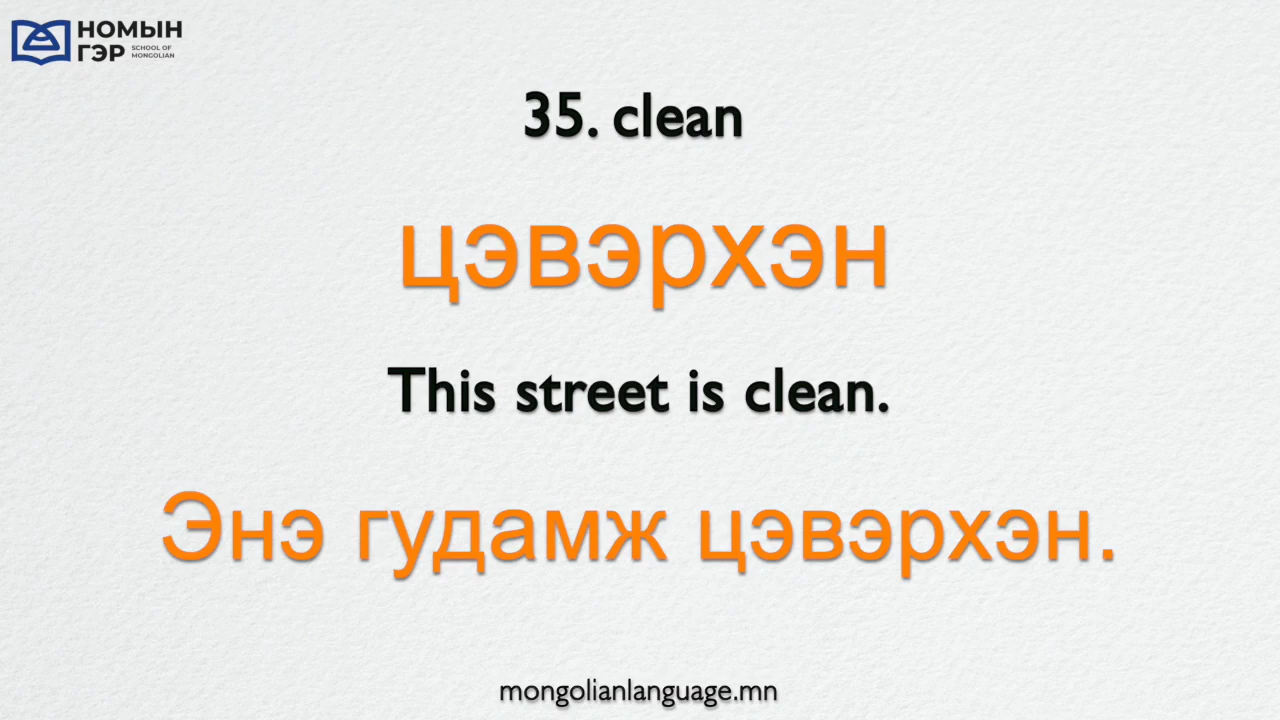 НОМЫН
ГЭР SCHOOL OF
MONGOLIAN
35. clean
цэвэрхэн
This street is clean.
Энэ гудамж цэвэрхэн.
mongolianlanguage.mn